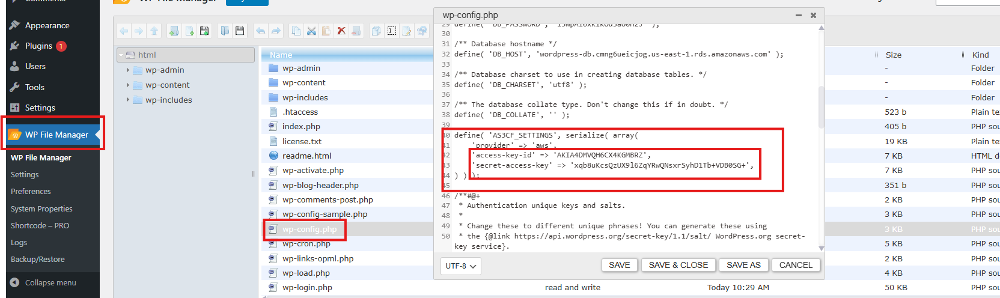 Comments
WP File Manager
Appearance
Plugins 1
Users
Tools
Settings
WP File Manager
WP File Manager
Settings
Preferences
System Properties
Shortcode – PRO
Logs
Backup/Restore
Collapse menu
html
wp-admin
wp-content
wp-includes
Name
Size
Kind
wp-admin
-
Folder
wp-content
-
Folder
wp-includes
-
Folder
.htaccess
523 b
Plain te
index.php
405 b
PHP sou
license.txt
19 KB
Plain te
readme.html
7 KB
HTML d
wp-activate.php
7 KB
PHP sou
wp-blog-header.php
351 b
PHP sou
wp-comments-post.php
2 KB
PHP sou
wp-config-sample.php
3 KB
PHP sou
wp-config.php
3 KB
PHP sou
wp-cron.php
5 KB
PHP sou
wp-links-opml.php
2 KB
PHP sou
wp-load.php
4 KB
PHP sou
wp-login.php
read and write
Today 10:29 AM
50 KB
PHP sou
wp-config.php
29 define( 'DB_PASSWORD',
30
31 /** Database hostname */
32 define( 'DB_HOST', 'wordpress-db.cmng6ueicjog.us-east-1.rds.amazonaws.com' );
33
34 /** Database charset to use in creating database tables. */
35 define( 'DB_CHARSET', 'utf8' );
36
37 /** The database collate type. Don't change this if in doubt. */
38 define( 'DB_COLLATE', '' );
39
40 define( 'AS3CF_SETTINGS', serialize( array(
41 'provider' => 'aws',
42 'access-key-id' => 'AKIA4DMVQH6CX4KGMBRZ',
43 'secret-access-key' => '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',
44 ) ) );
45
46 /**#@+
47 * Authentication unique keys and salts.
48 *
49 * Change these to different unique phrases! You can generate these using
50 * the {@link https://api.wordpress.org/secret-key/1.1/salt/ WordPress.org secret-
key service}.
UTF-8
SAVE
SAVE & CLOSE
SAVE AS
CANCEL